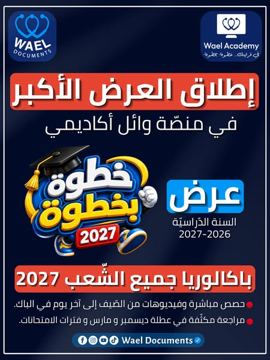 WAEL
DOCUMENTS
Wael Academy
إطلاق العرض الأكبر
في منصّة وائل أكاديمي
خطوة
بخطوة
2027
عرض
السنة الدّراسيّة
2027-2026
باكالوريا جميع الشّعب 2027
حصص مباشرة وفيديوهات من الصّيف إلى آخر يوم في الباك.
مراجعة مكثّفة في عطلة ديسمبر و مارس و فترات الامتحانات.
Wael Documents